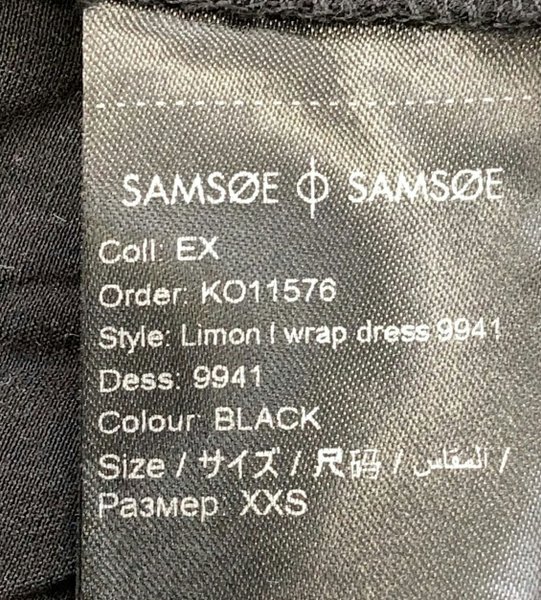 SAMSØE ϕ SAMSØE
Coll: EX
Order: KO11576
Style: Limon l wrap dress 9941
Dess: 9941
Colour: BLACK
Size / サイズ / 尺码 / المقاس /
Размер: XXS